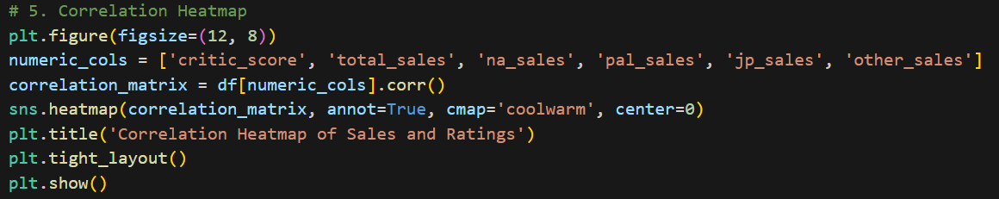 # 5. Correlation Heatmap
plt.figure(figsize=(12, 8))
numeric_cols = ['critic_score', 'total_sales', 'na_sales', 'pal_sales', 'jp_sales', 'other_sales']
correlation_matrix = df[numeric_cols].corr()
sns.heatmap(correlation_matrix, annot=True, cmap='coolwarm', center=0)
plt.title('Correlation Heatmap of Sales and Ratings')
plt.tight_layout()
plt.show()